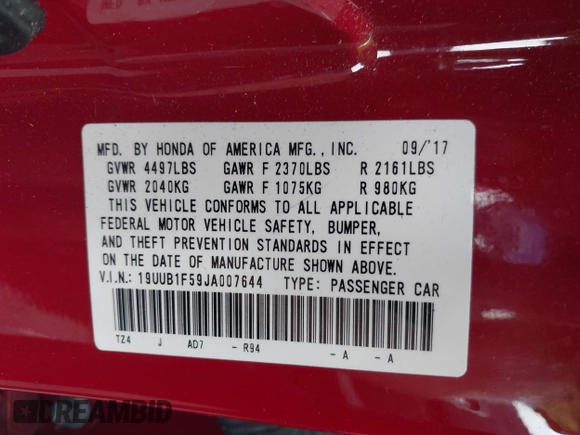 MFD. BY HONDA OF AMERICA MFG., INC. 09/'17
GVWR 4497LBS GAWR F 2370LBS R 2161LBS
GVWR 2040KG GAWR F 1075KG R 980KG
THIS VEHICLE CONFORMS TO ALL APPLICABLE
FEDERAL MOTOR VEHICLE SAFETY, BUMPER,
AND THEFT PREVENTION STANDARDS IN EFFECT
ON THE DATE OF MANUFACTURE SHOWN ABOVE.
V.I.N.: 19UUB1F59JA007644 TYPE: PASSENGER CAR
T24 J AD7 - R94 - A - A
DREAMBID